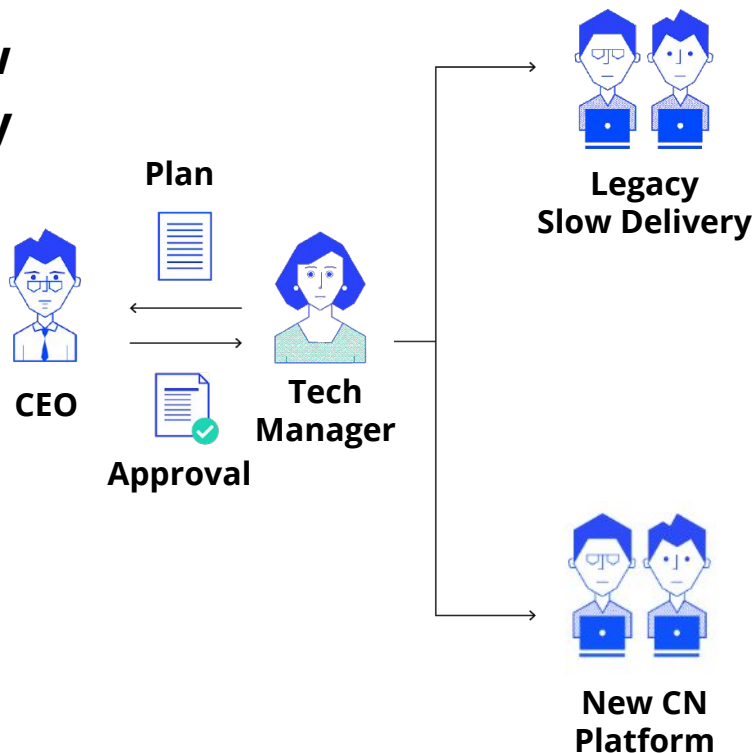 Plan
CEO
Tech
Manager
Approval
Legacy
Slow Delivery
New CN
Platform